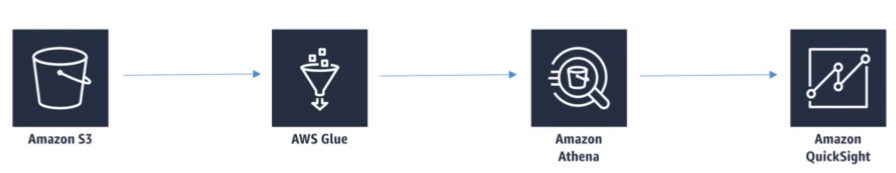 Amazon S3
AWS Glue
Amazon
Athena
Amazon
QuickSight